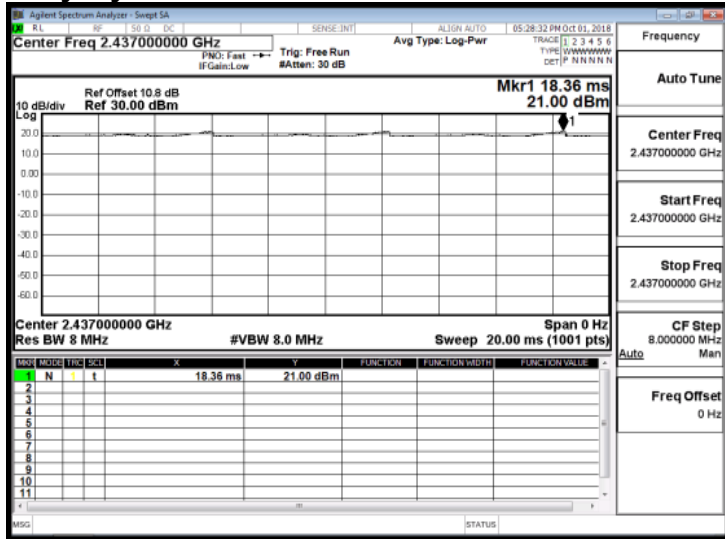 Agilent Spectrum Analyzer - Swept SA
RL RF 50 Ω DC SENSE:INT ALIGN AUTO 05:28:32 PM Oct 01, 2018
Center Freq 2.437000000 GHz
PNO: Fast
IFGain:Low
Trig: Free Run
#Atten: 30 dB
Avg Type: Log-Pwr
TRACE 1 2 3 4 5 6
TYPE WWWWWW
DET P N N N N N
Ref Offset 10.8 dB
Ref 30.00 dBm
10 dB/div
Log
Mkr1 18.36 ms
21.00 dBm
1
20.0
10.0
0.00
-10.0
-20.0
-30.0
-40.0
-50.0
-60.0
Center 2.437000000 GHz Span 0 Hz
Res BW 8 MHz #VBW 8.0 MHz Sweep 20.00 ms (1001 pts)
MKR MODE TRC SCL X Y FUNCTION FUNCTION WIDTH FUNCTION VALUE
1 N 1 t 18.36 ms 21.00 dBm
2
3
4
5
6
7
8
9
10
11
MSG STATUS
Frequency
Auto Tune
Center Freq
2.437000000 GHz
Start Freq
2.437000000 GHz
Stop Freq
2.437000000 GHz
CF Step
8.000000 MHz
Auto Man
Freq Offset
0 Hz